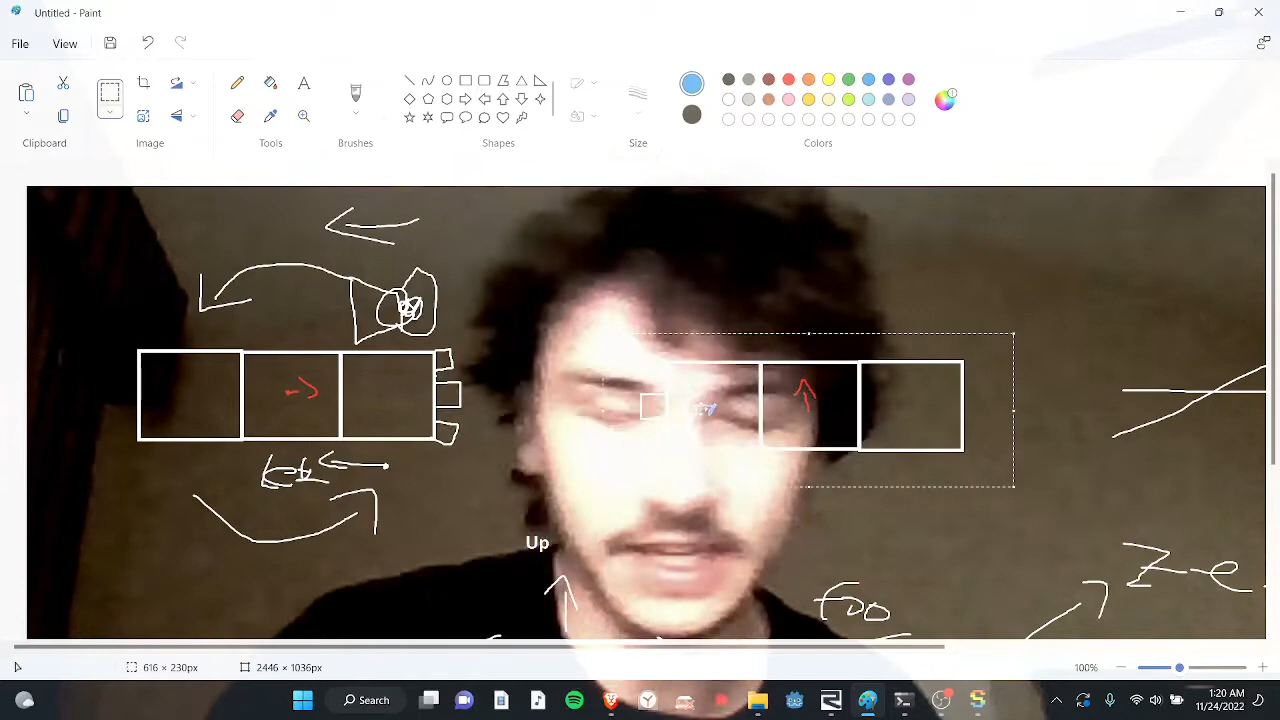 Untitled - Paint
File View
Clipboard Image Tools Brushes Shapes Size Colors
Up
Foo
Z-e
616 × 230px 2446 × 1036px 100%
Search
1:20 AM
11/24/2022